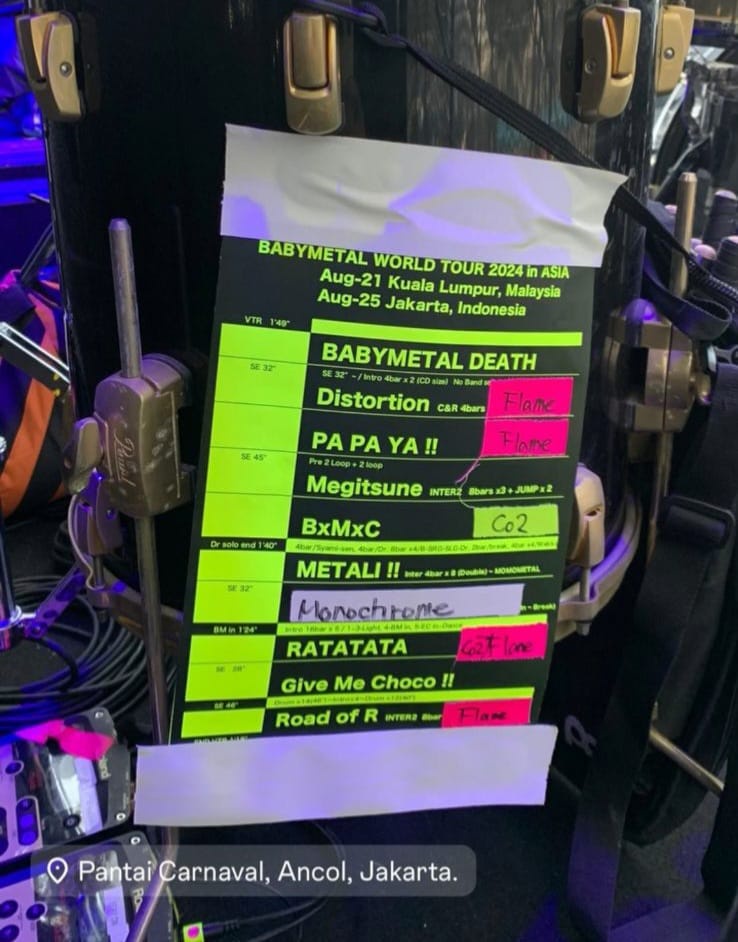 BABYMETAL WORLD TOUR 2024 in ASIA
Aug-21 Kuala Lumpur, Malaysia
Aug-25 Jakarta, Indonesia
VTR 1'49"
BABYMETAL DEATH
SE 32"
SE 32" ~ / Intro 4bar x 2 (CD size) No Band
Distortion C&R 4bars Flame
PA PA YA !! Flame
SE 45"
Pre 2 Loop + 2 loop
Megitsune INTER2 8bars x3 + JUMP x 2
BxMxC Co2
Dr solo end 1'40"
METALI !! Inter 4bar x 8 (Double) ~ MOMOMETAL
SE 32"
Monochrome
~ Break)
BM in 1'24"
RATATATA Co2 Flame
Give Me Choco !!
SE 46"
Road of R INTER2 8bar Flame
Pantai Carnaval, Ancol, Jakarta.